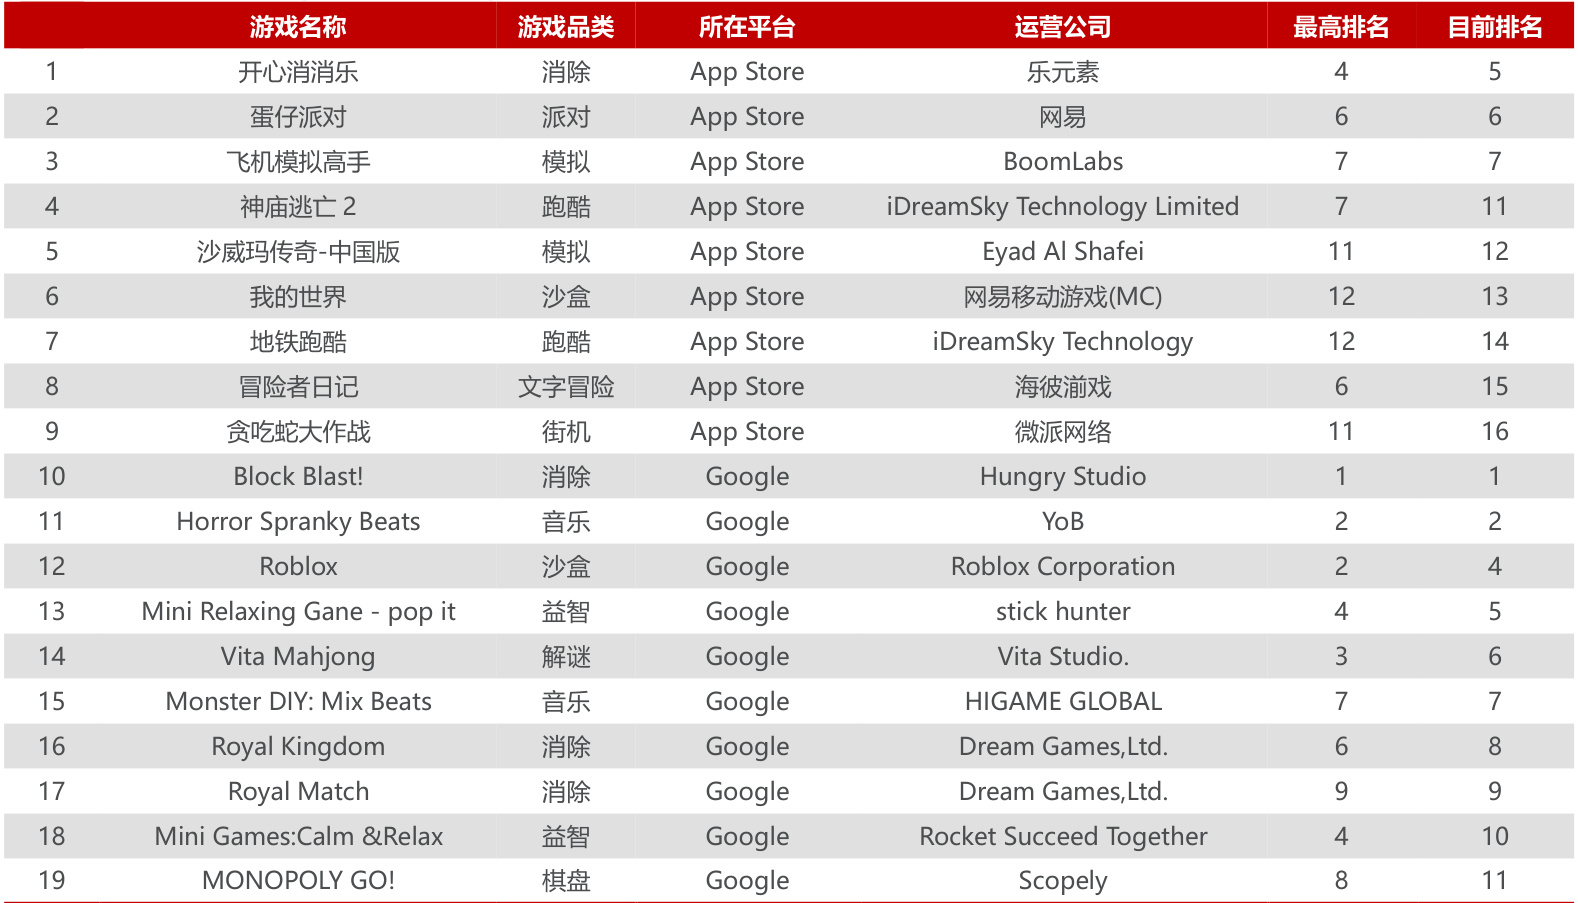 游戏名称 游戏品类 所在平台 运营公司 最高排名 目前排名
1 开心消消乐 消除 App Store 乐元素 4 5
2 蛋仔派对 派对 App Store 网易 6 6
3 飞机模拟高手 模拟 App Store BoomLabs 7 7
4 神庙逃亡 2 跑酷 App Store iDreamSky Technology Limited 7 11
5 沙威玛传奇-中国版 模拟 App Store Eyad Al Shafei 11 12
6 我的世界 沙盒 App Store 网易移动游戏(MC) 12 13
7 地铁跑酷 跑酷 App Store iDreamSky Technology 12 14
8 冒险者日记 文字冒险 App Store 海彼湔戏 6 15
9 贪吃蛇大作战 街机 App Store 微派网络 11 16
10 Block Blast! 消除 Google Hungry Studio 1 1
11 Horror Spranky Beats 音乐 Google YoB 2 2
12 Roblox 沙盒 Google Roblox Corporation 2 4
13 Mini Relaxing Gane - pop it 益智 Google stick hunter 4 5
14 Vita Mahjong 解谜 Google Vita Studio. 3 6
15 Monster DIY: Mix Beats 音乐 Google HIGAME GLOBAL 7 7
16 Royal Kingdom 消除 Google Dream Games,Ltd. 6 8
17 Royal Match 消除 Google Dream Games,Ltd. 9 9
18 Mini Games:Calm &Relax 益智 Google Rocket Succeed Together 4 10
19 MONOPOLY GO! 棋盘 Google Scopely 8 11